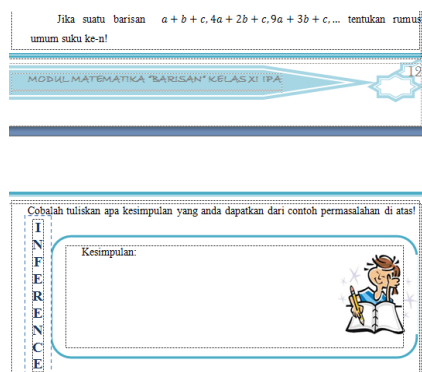 Jika suatu barisan a + b + c, 4a + 2b + c, 9a + 3b + c, … tentukan rumus
umum suku ke-n!
MODUL MATEMATIKA "BARISAN" KELAS XI IPA
12
Cobalah tuliskan apa kesimpulan yang anda dapatkan dari contoh permasalahan di atas!
I
N
F
E
R
E
N
C
E
Kesimpulan: